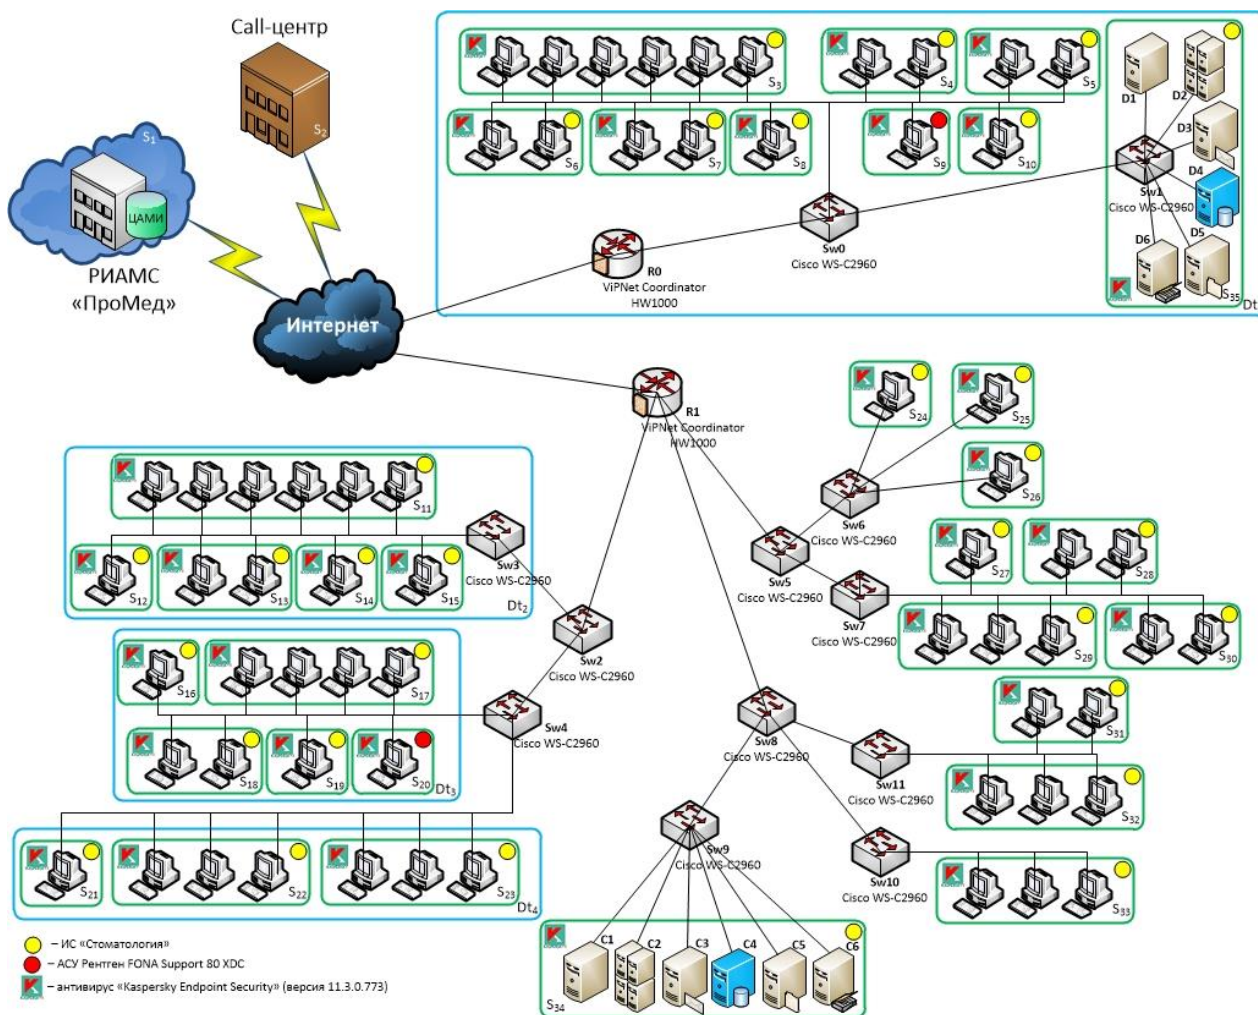 Call-центр
S2
S1
ЦАМИ
РИАМС
«ПроМед»
Интернет
S3
S4
S5
S6
S7
S8
S9
S10
D1
D2
D3
D4
D5
D6
S35
Sw1
Cisco WS-C2960
Sw0
Cisco WS-C2960
R0
ViPNet Coordinator
HW1000
R1
ViPNet Coordinator
HW1000
S11
S12
S13
S14
S15
Dt2
Sw3
Cisco WS-C2960
Sw2
Cisco WS-C2960
S16
S17
S18
S19
S20
Dt3
Sw4
Cisco WS-C2960
S21
S22
S23
Dt4
S24
S25
S26
Sw6
Cisco WS-C2960
Sw5
Cisco WS-C2960
Sw7
Cisco WS-C2960
S27
S28
S29
S30
Sw8
Cisco WS-C2960
S31
S32
Sw11
Cisco WS-C2960
Sw9
Cisco WS-C2960
Sw10
Cisco WS-C2960
S33
C1
C2
C3
C4
C5
C6
S34
– ИС «Стоматология»
– АСУ Рентген FONA Support 80 XDC
– антивирус «Kaspersky Endpoint Security» (версия 11.3.0.773)